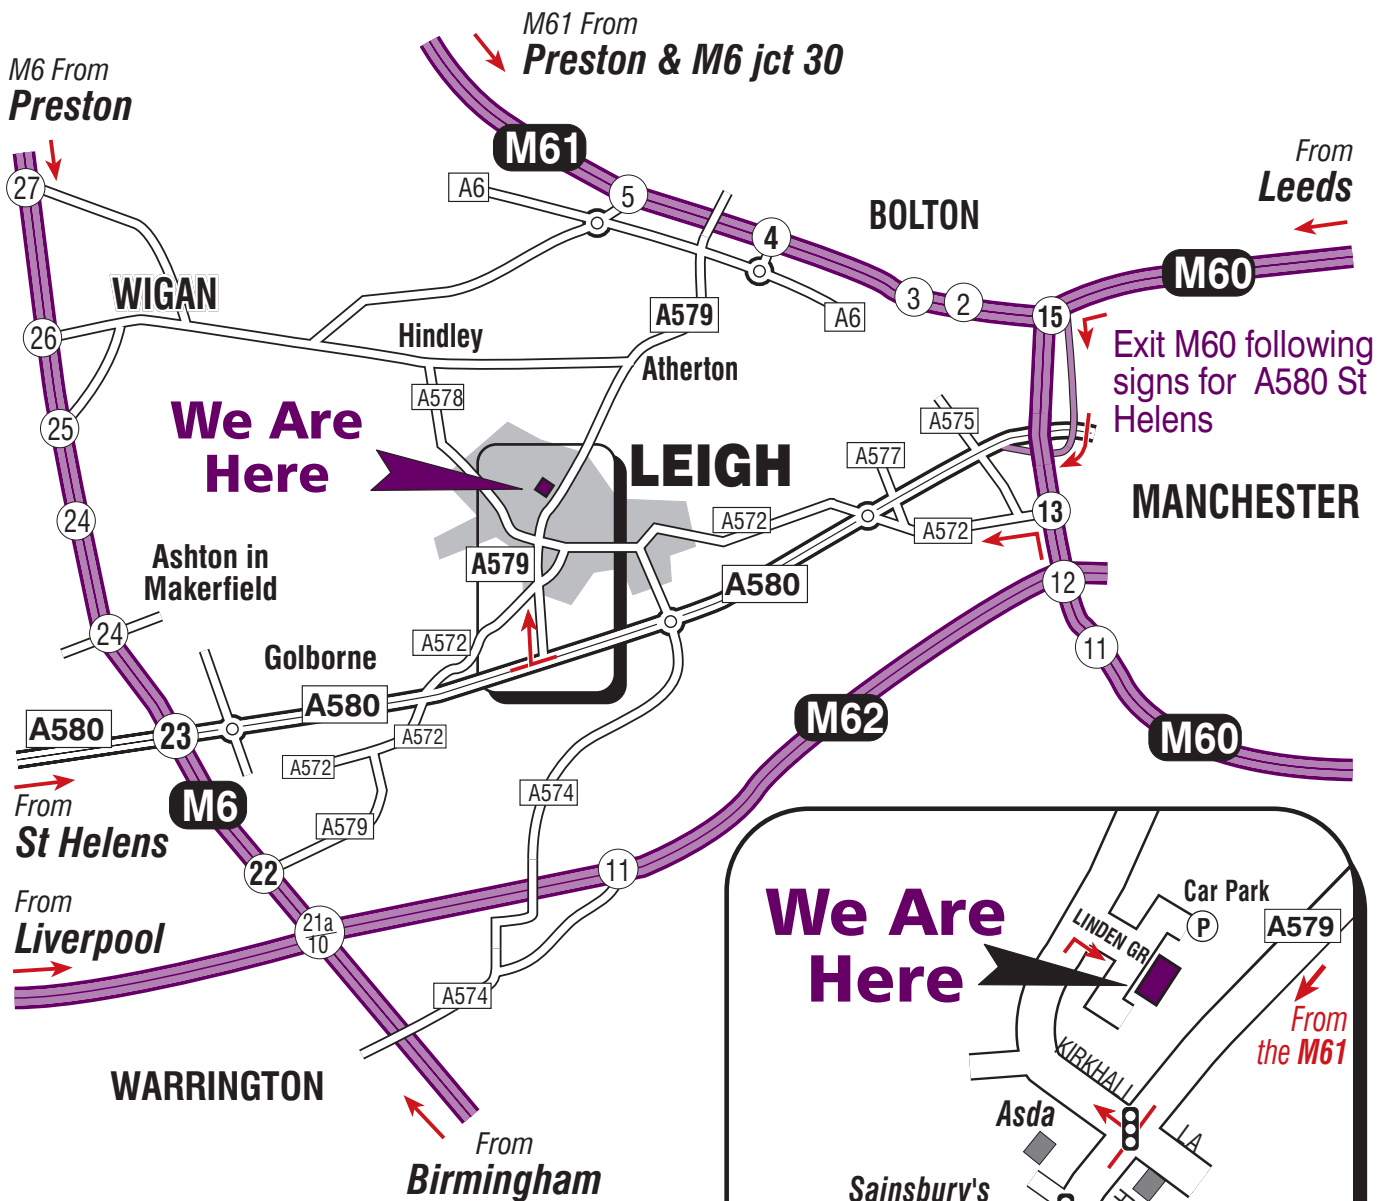 M61 From
Preston & M6 jct 30
M6 From
Preston
M61
From
Leeds
27
A6
5
4
BOLTON
M60
WIGAN
A579
3
2
15
A6
26
Hindley
Atherton
Exit M60 following
signs for A580 St
Helens
A578
We Are
Here
25
LEIGH
A575
A577
24
A572
A572
13
MANCHESTER
Ashton in
Makerfield
A579
A580
12
24
A572
11
Golborne
A580
A580
23
A572
A572
M62
M60
From
St Helens
M6
A574
A579
22
11
From
Liverpool
21a
10
A574
WARRINGTON
From
Birmingham
We Are
Here
Car Park
P
A579
LINDEN GR
From
the M61
KIRKHALL
Asda
LA
Sainsbury's